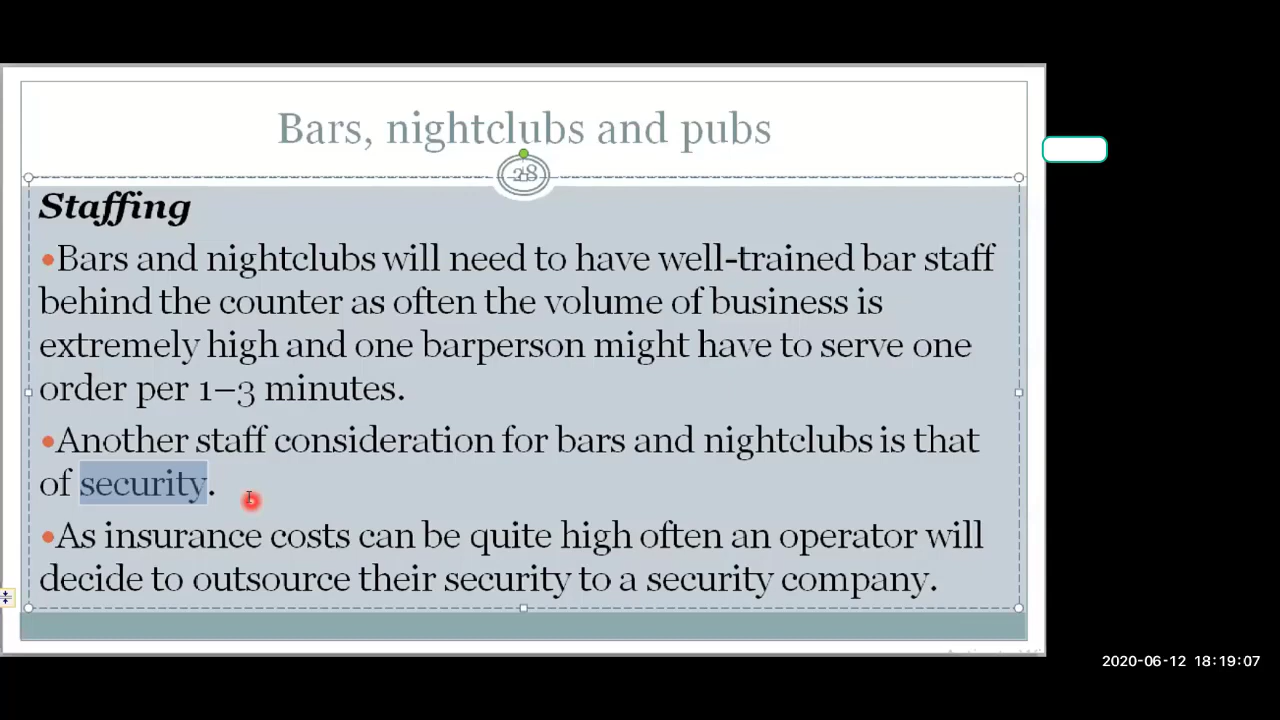 Bars, nightclubs and pubs
Staffing
•Bars and nightclubs will need to have well-trained bar staff
behind the counter as often the volume of business is
extremely high and one barperson might have to serve one
order per 1–3 minutes.
•Another staff consideration for bars and nightclubs is that
of security.
•As insurance costs can be quite high often an operator will
decide to outsource their security to a security company.
2020-06-12 18:19:07